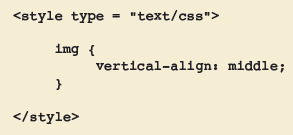 <style type = "text/css">
img {
vertical-align: middle;
}
</style>